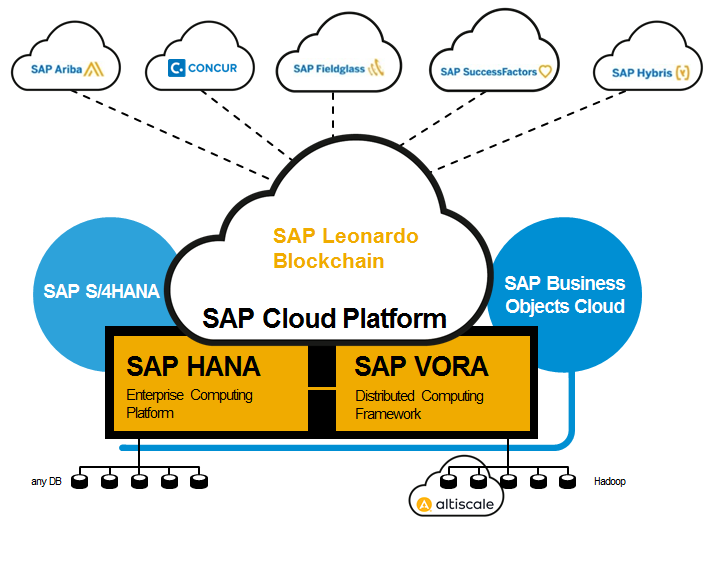 SAP Ariba
C.
CONCUR
SAP Fieldglass
SAP SuccessFactors
SAP Hybris
SAP Leonardo
Blockchain
SAP S/4HANA
SAP Business
Objects Cloud
SAP Cloud Platform
SAP HANA
Enterprise Computing
Platform
SAP VORA
Distributed Computing
Framework
any DB
altiscale
Hadoop